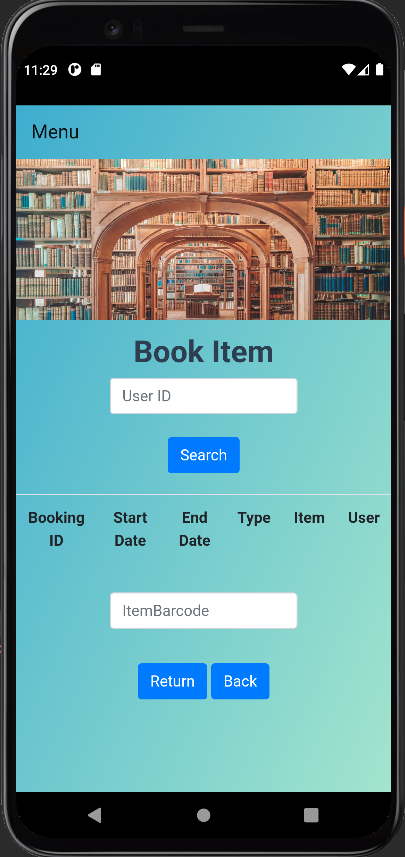 11:29
Menu
Book Item
User ID
Search
Booking ID Start Date End Date Type Item User
ItemBarcode
Return Back